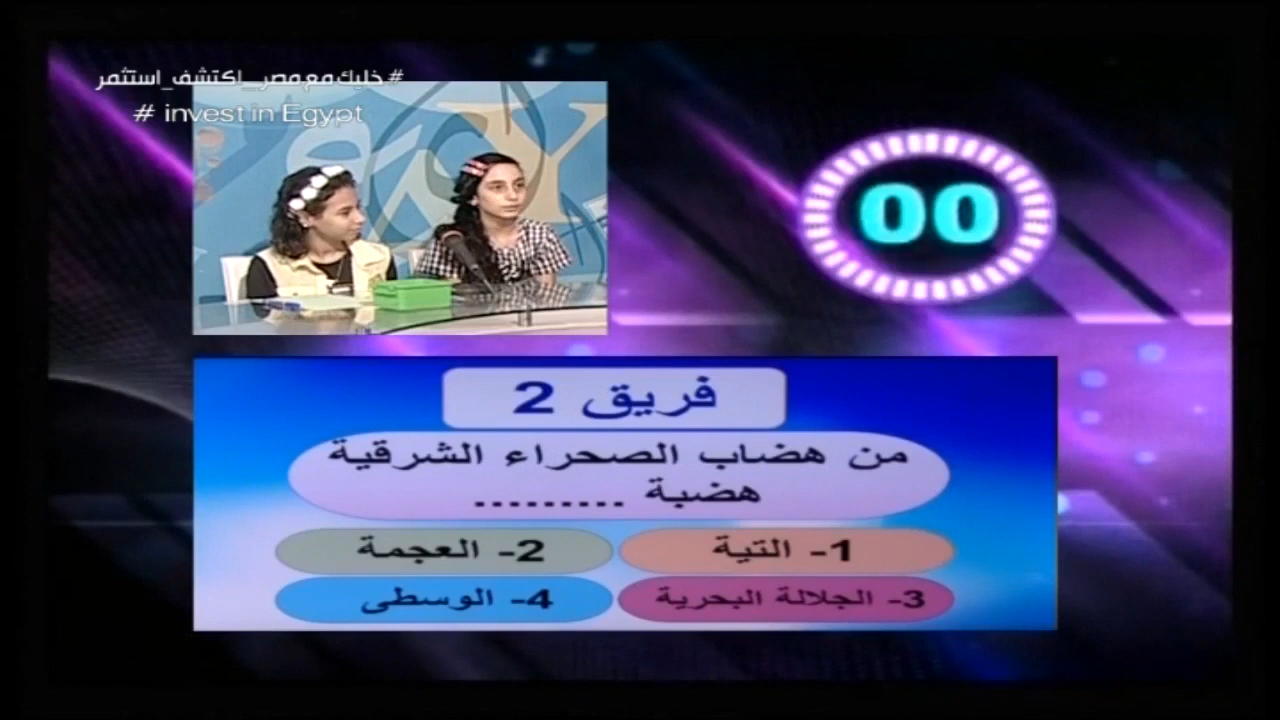 #خليك_مع_مصر_اكتشف_استثمر
# invest in Egypt
00
فريق 2
من هضاب الصحراء الشرقية
هضبة .........
1- التية
2- العجمة
3- الجلالة البحرية
4- الوسطى